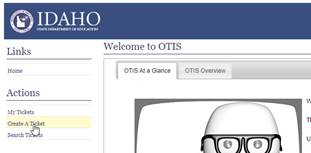 IDAHO
STATE DEPARTMENT OF EDUCATION
Links
Home
Actions
My Tickets
Create A Ticket
Search Tickets
Welcome to OTIS
OTIS At a Glance OTIS Overview
W
U